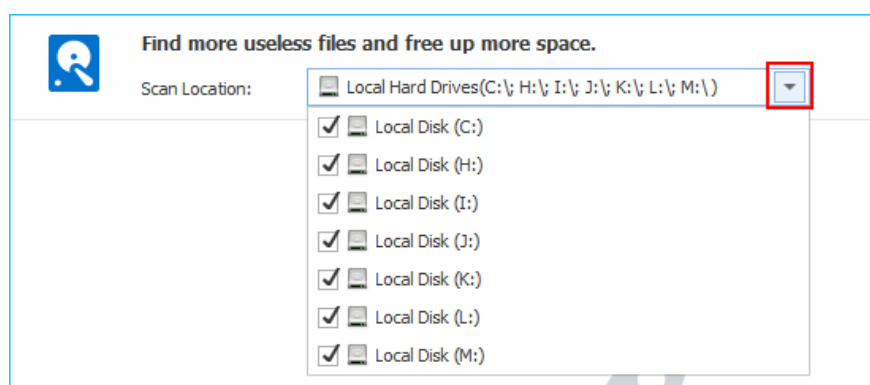 Find more useless files and free up more space.
Scan Location:
Local Hard Drives(C:\; H:\; I:\; J:\; K:\; L:\; M:\)
Local Disk (C:)
Local Disk (H:)
Local Disk (I:)
Local Disk (J:)
Local Disk (K:)
Local Disk (L:)
Local Disk (M:)